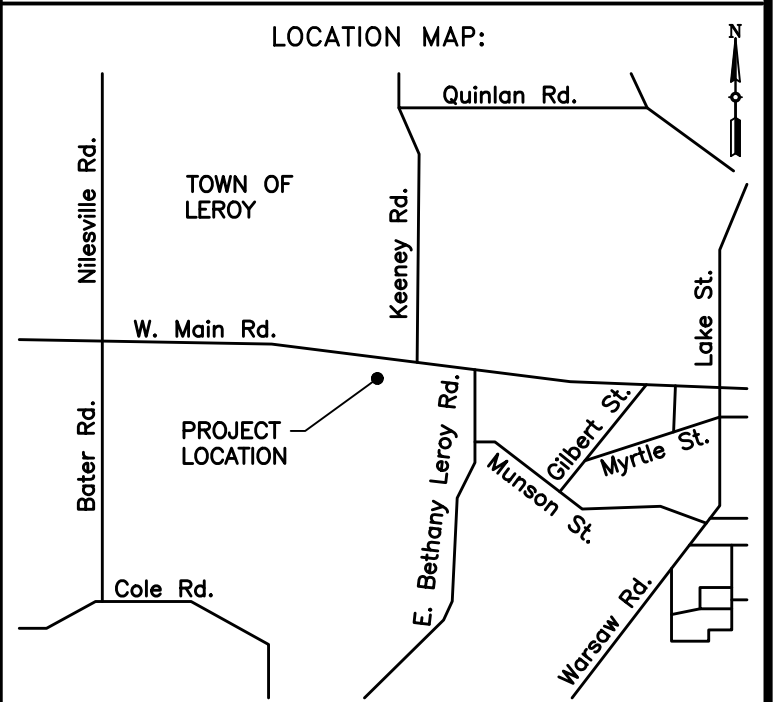 LOCATION MAP:
N
Quinlan Rd.
Nilesville Rd.
TOWN OF
LEROY
Keeney Rd.
Lake St.
W. Main Rd.
PROJECT
LOCATION
Bater Rd.
E. Bethany Leroy Rd.
Gilbert St.
Myrtle St.
Munson St.
Cole Rd.
Warsaw Rd.